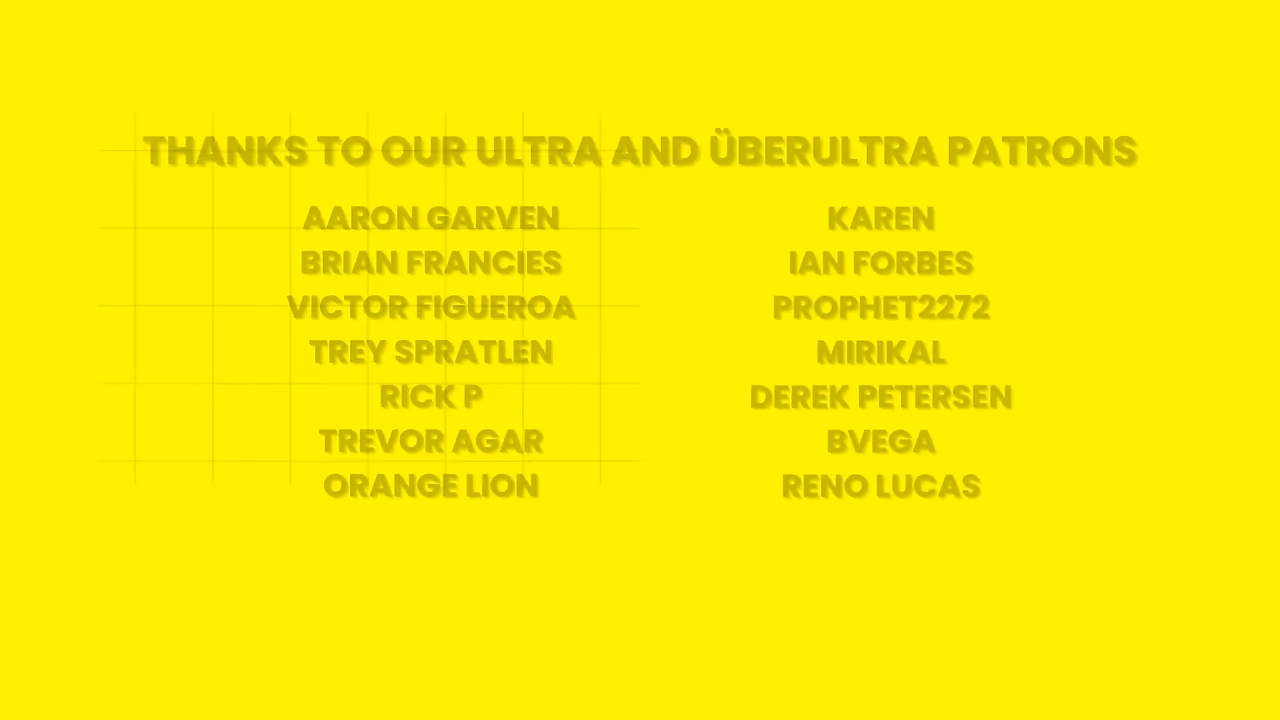 THANKS TO OUR ULTRA AND ÜBERULTRA PATRONS
AARON GARVEN
BRIAN FRANCIES
VICTOR FIGUEROA
TREY SPRATLEN
RICK P
TREVOR AGAR
ORANGE LION
KAREN
IAN FORBES
PROPHET2272
MIRIKAL
DEREK PETERSEN
BVEGA
RENO LUCAS